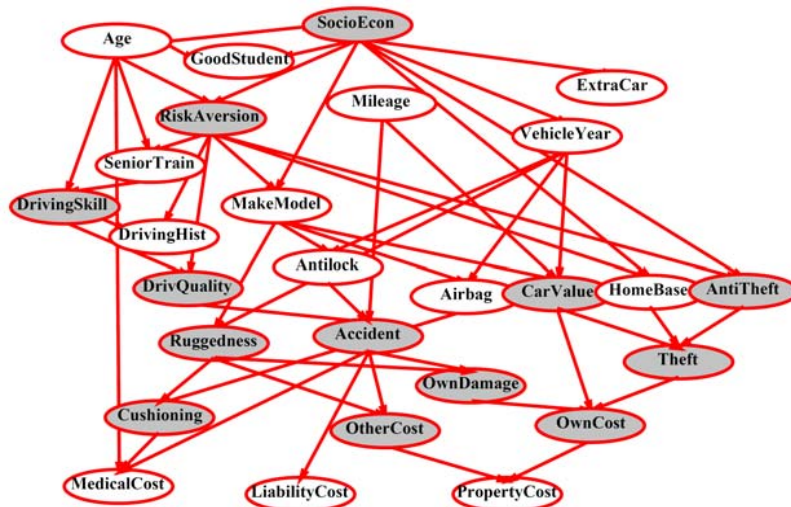 SocioEcon
Age
GoodStudent
ExtraCar
Mileage
RiskAversion
VehicleYear
SeniorTrain
DrivingSkill
MakeModel
DrivingHist
Antilock
DrivQuality
Airbag
CarValue
HomeBase
AntiTheft
Ruggedness
Accident
Theft
OwnDamage
Cushioning
OtherCost
OwnCost
MedicalCost
LiabilityCost
PropertyCost